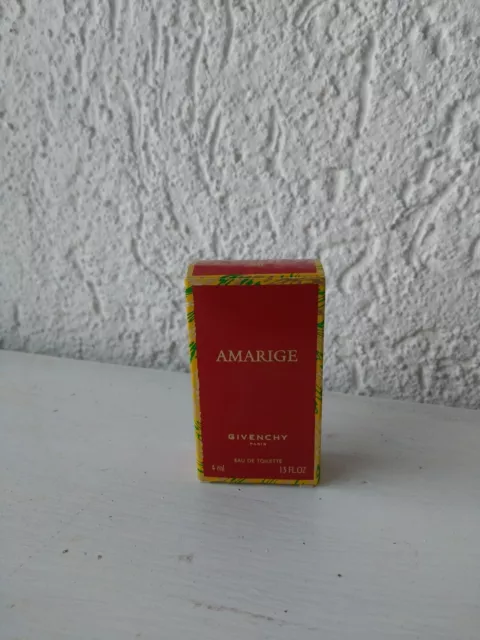 AMARIGE
GIVENCHY
PARIS
EAU DE TOILETTE
4 ml
.13 FL.OZ